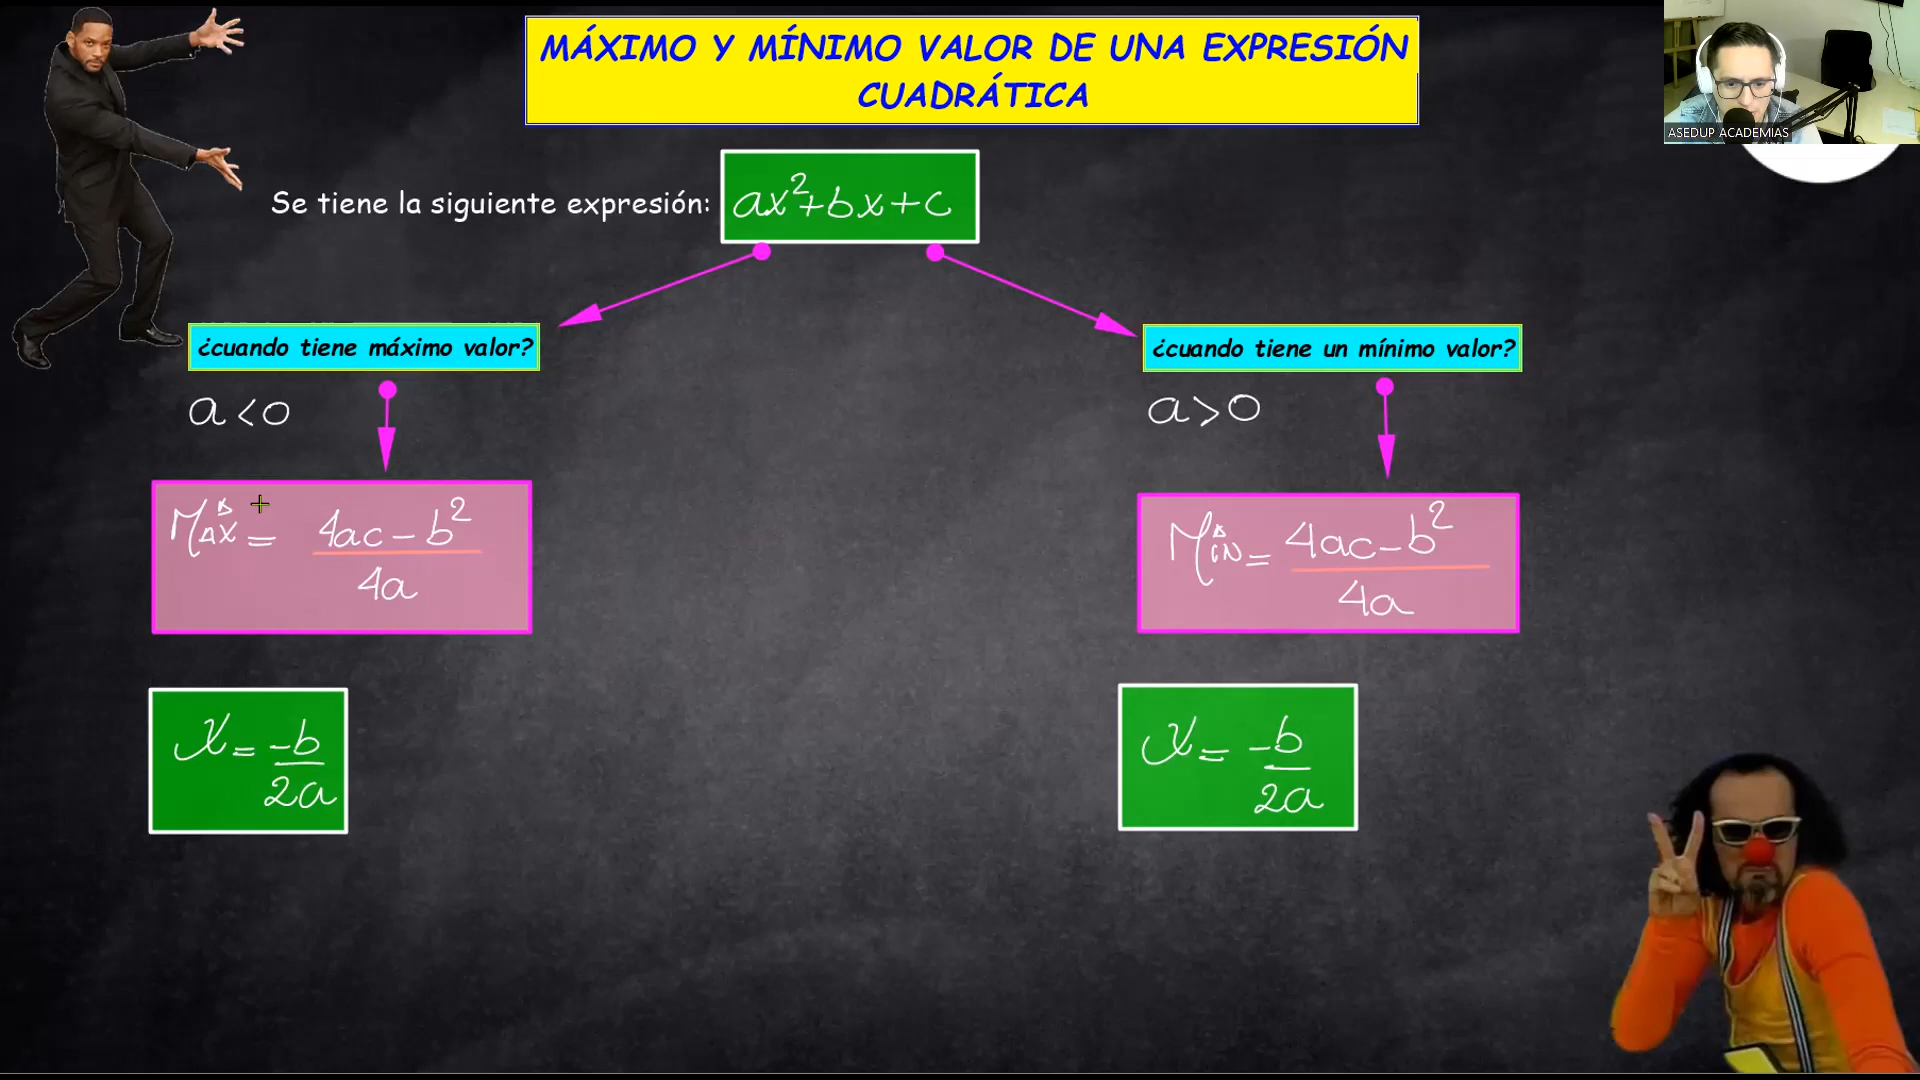 MÁXIMO Y MÍNIMO VALOR DE UNA EXPRESIÓN
CUADRÁTICA
ASEDUP ACADEMIAS
Se tiene la siguiente expresión: ax²+bx+c
¿cuando tiene máximo valor?
a<0
MAX = 4ac-b²
4a
X = -b
2a
¿cuando tiene un mínimo valor?
a>0
MIN = 4ac-b²
4a
X = -b
2a